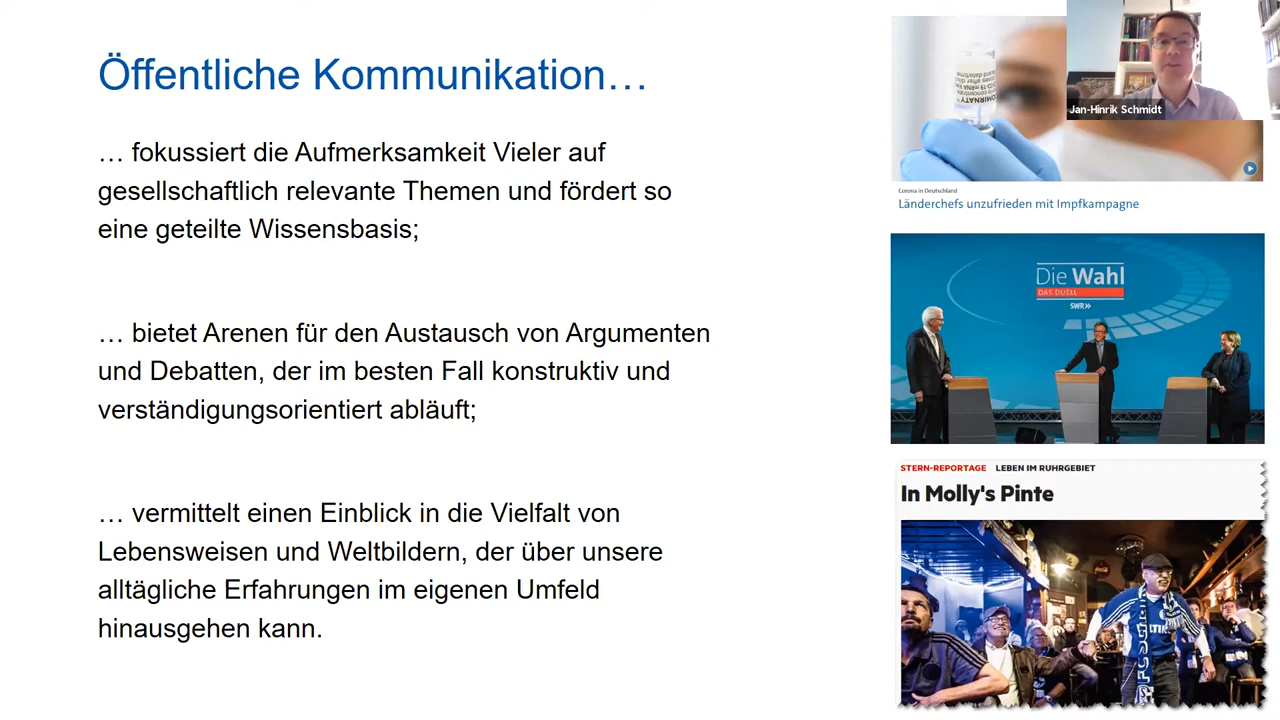 Öffentliche Kommunikation…
… fokussiert die Aufmerksamkeit Vieler auf
gesellschaftlich relevante Themen und fördert so
eine geteilte Wissensbasis;
… bietet Arenen für den Austausch von Argumenten
und Debatten, der im besten Fall konstruktiv und
verständigungsorientiert abläuft;
… vermittelt einen Einblick in die Vielfalt von
Lebensweisen und Weltbildern, der über unsere
alltägliche Erfahrungen im eigenen Umfeld
hinausgehen kann.
Jan-Hinrik Schmidt
Corona in Deutschland
Länderchefs unzufrieden mit Impfkampagne
Die Wahl
DAS DUELL
SWR»
STERN-REPORTAGE LEBEN IM RUHRGEBIET
In Molly's Pinte